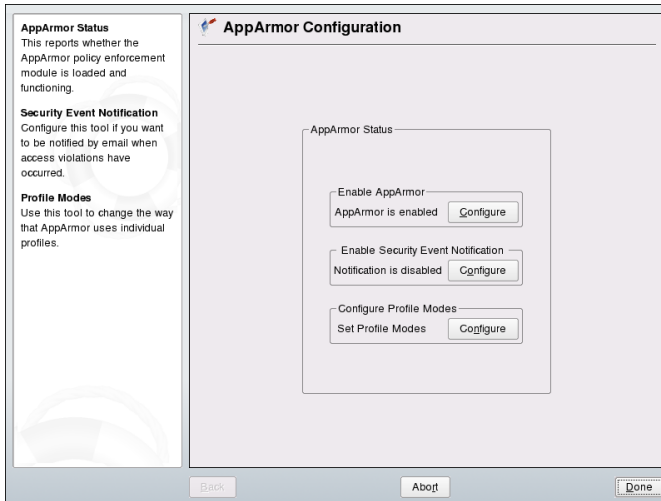 AppArmor Status
This reports whether the
AppArmor policy enforcement
module is loaded and
functioning.
Security Event Notification
Configure this tool if you want
to be notified by email when
access violations have
occurred.
Profile Modes
Use this tool to change the way
that AppArmor uses individual
profiles.
AppArmor Configuration
AppArmor Status
Enable AppArmor
AppArmor is enabled Configure
Enable Security Event Notification
Notification is disabled Configure
Configure Profile Modes
Set Profile Modes Configure
Back Abort Done